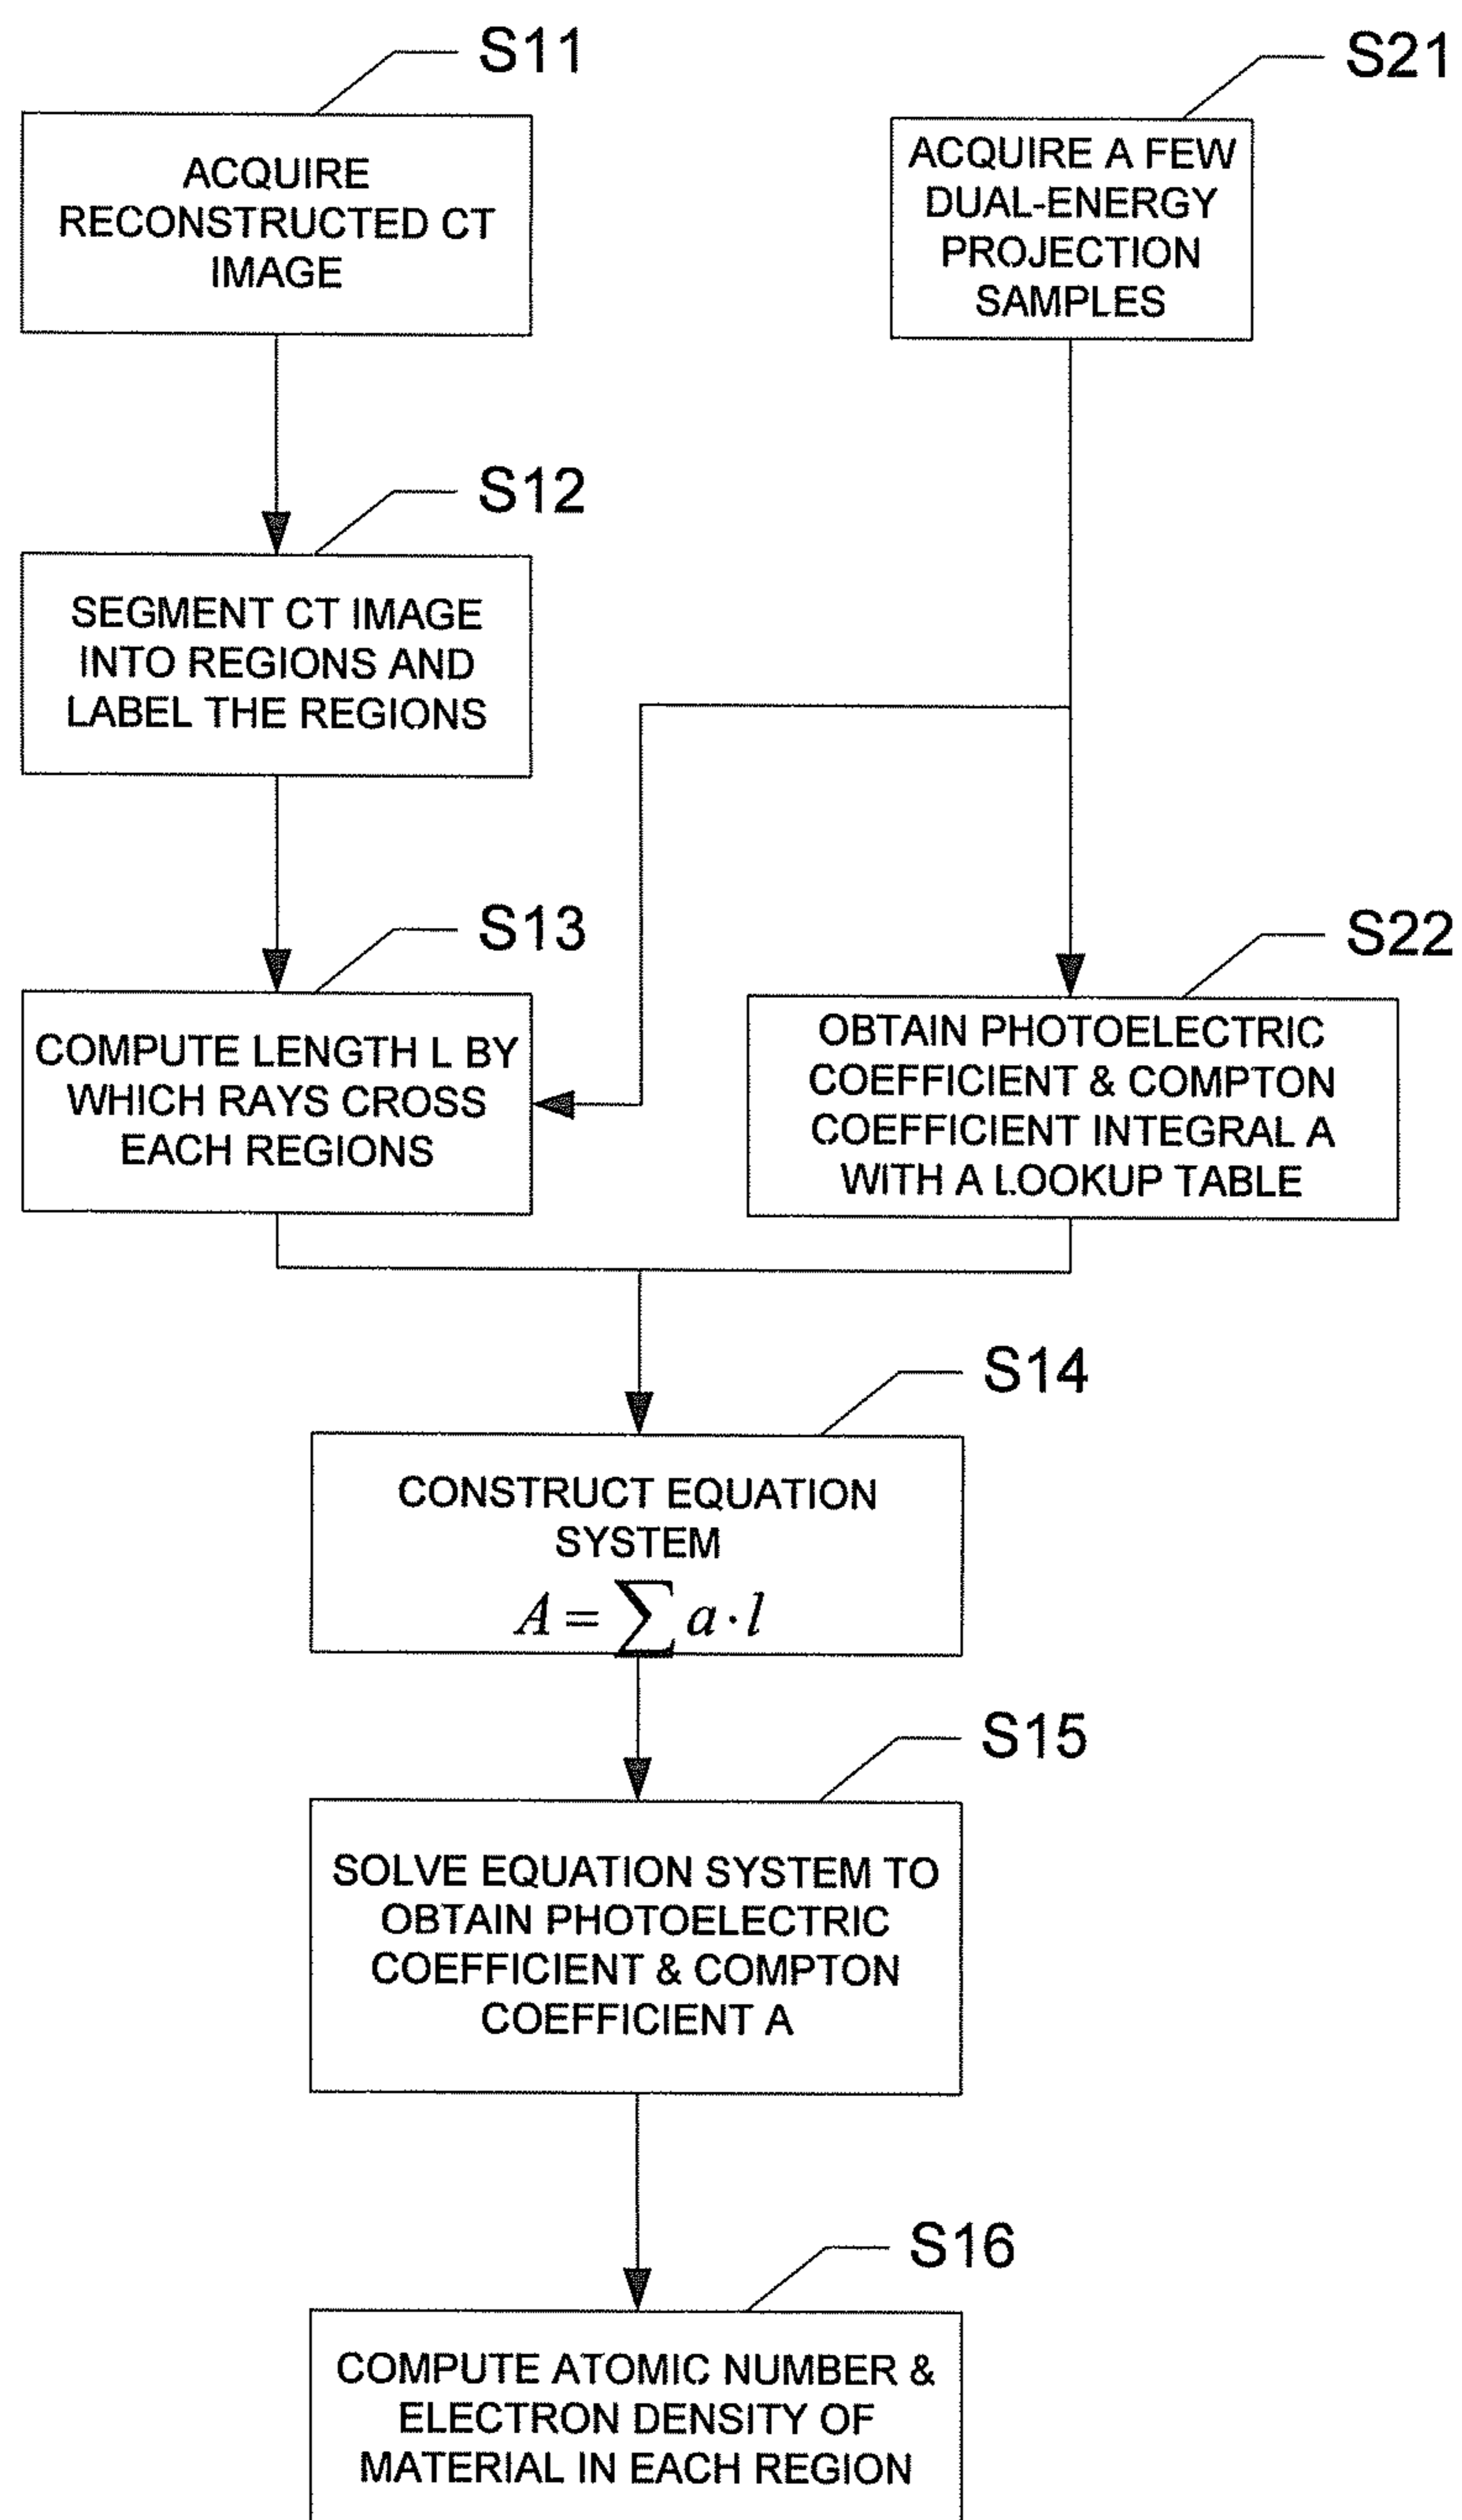 S11
ACQUIRE
RECONSTRUCTED CT
IMAGE
S21
ACQUIRE A FEW
DUAL-ENERGY
PROJECTION
SAMPLES
S12
SEGMENT CT IMAGE
INTO REGIONS AND
LABEL THE REGIONS
S13
COMPUTE LENGTH L BY
WHICH RAYS CROSS
EACH REGIONS
S22
OBTAIN PHOTOELECTRIC
COEFFICIENT & COMPTON
COEFFICIENT INTEGRAL A
WITH A LOOKUP TABLE
S14
CONSTRUCT EQUATION
SYSTEM
A = ∑ a · l
S15
SOLVE EQUATION SYSTEM TO
OBTAIN PHOTOELECTRIC
COEFFICIENT & COMPTON
COEFFICIENT A
S16
COMPUTE ATOMIC NUMBER &
ELECTRON DENSITY OF
MATERIAL IN EACH REGION